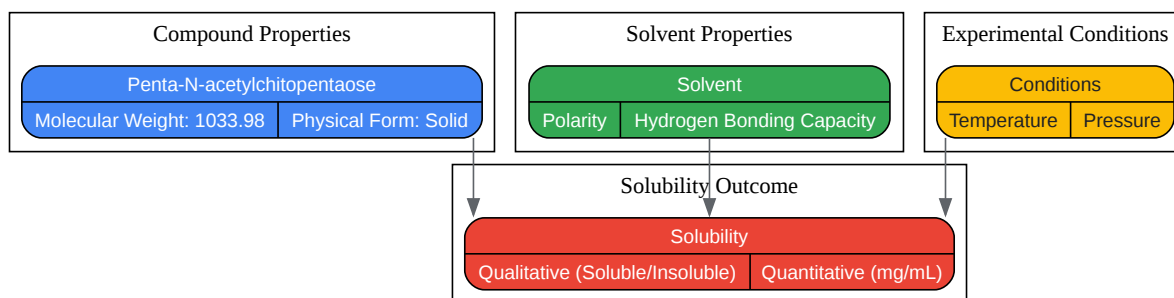 Compound Properties
Penta-N-acetylchitopentaose
Molecular Weight: 1033.98
Physical Form: Solid
Solvent Properties
Solvent
Polarity
Hydrogen Bonding Capacity
Experimental Conditions
Conditions
Temperature
Pressure
Solubility Outcome
Solubility
Qualitative (Soluble/Insoluble)
Quantitative (mg/mL)